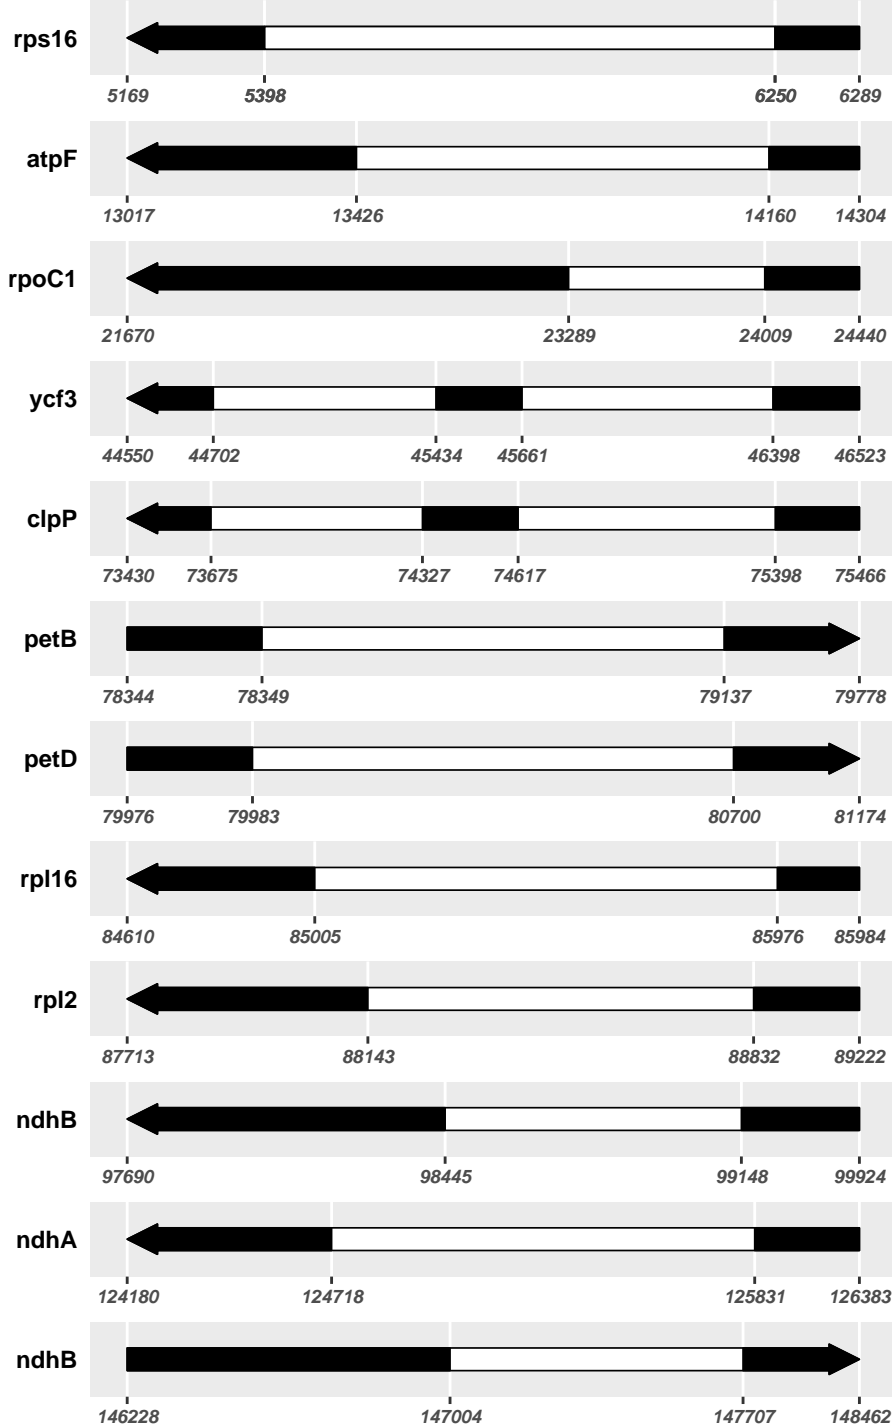 rps16
5169 5398 6250 6289
atpF
13017 13426 14160 14304
rpoC1
21670 23289 24009 24440
ycf3
44550 44702 45434 45661 46398 46523
clpP
73430 73675 74327 74617 75398 75466
petB
78344 78349 79137 79778
petD
79976 79983 80700 81174
rpl16
84610 85005 85976 85984
rpl2
87713 88143 88832 89222
ndhB
97690 98445 99148 99924
ndhA
124180 124718 125831 126383
ndhB
146228 147004 147707 148462